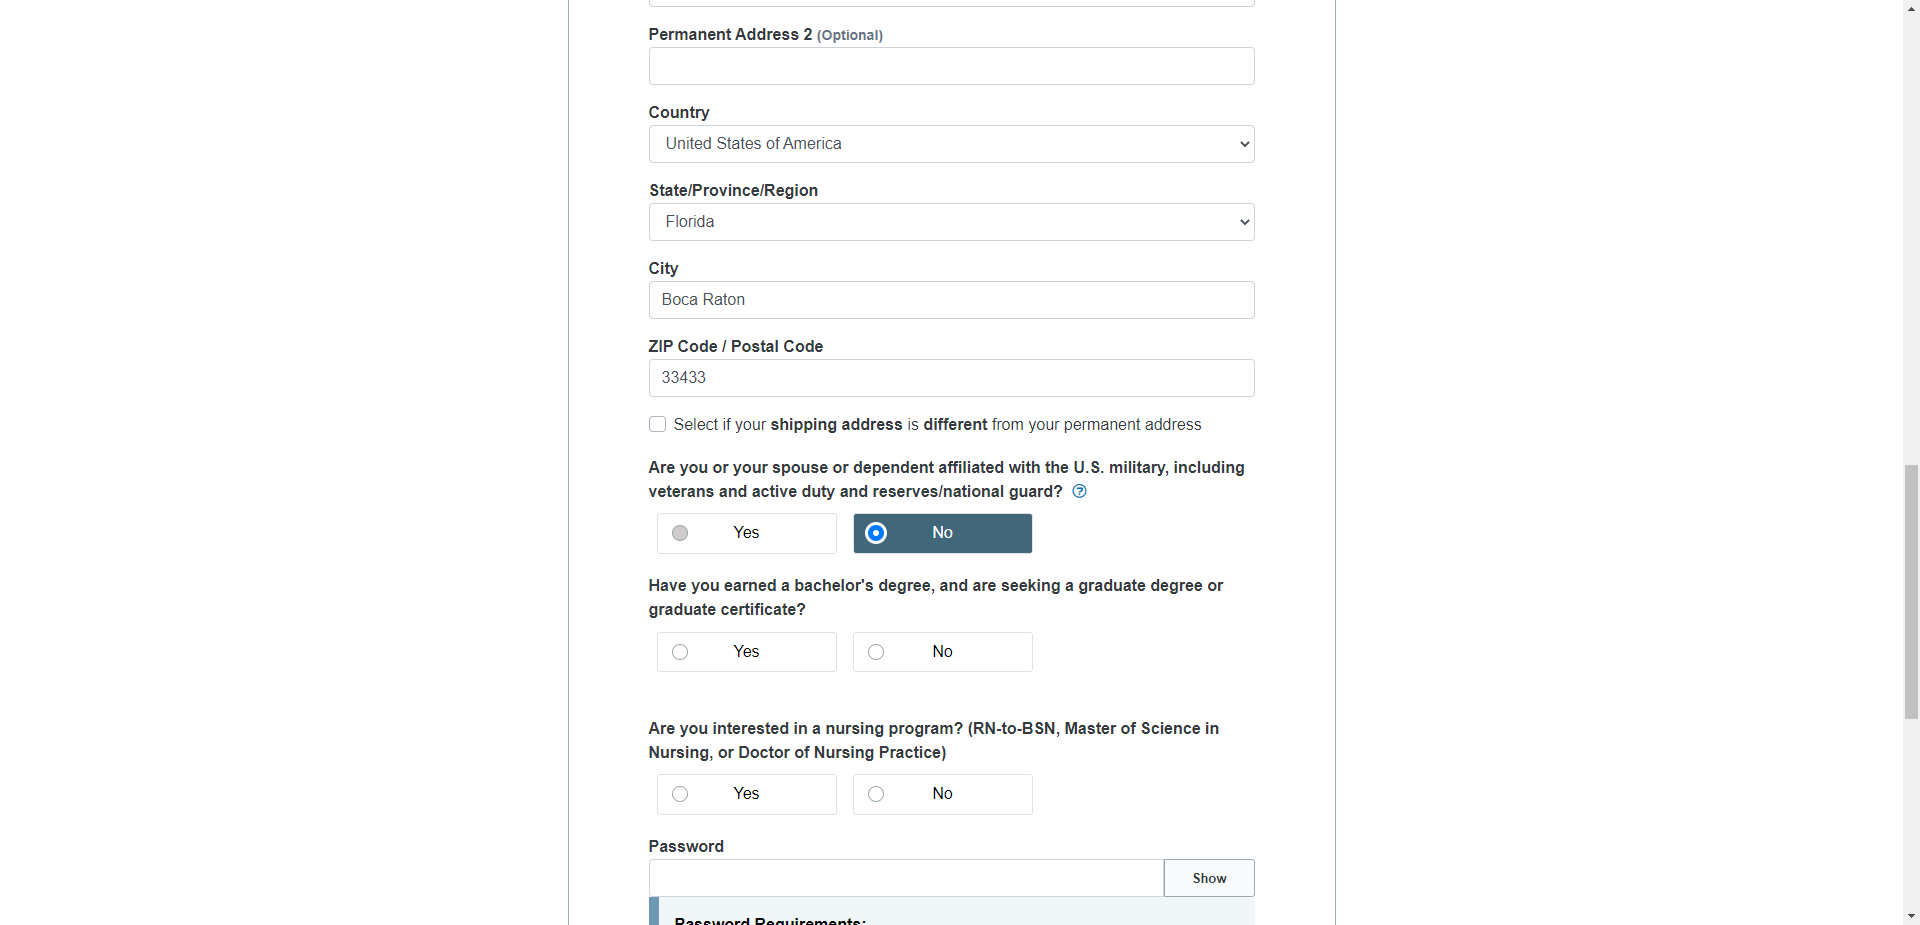 Permanent Address 2 (Optional)
Country
United States of America
State/Province/Region
Florida
City
Boca Raton
ZIP Code / Postal Code
33433
Select if your shipping address is different from your permanent address
Are you or your spouse or dependent affiliated with the U.S. military, including
veterans and active duty and reserves/national guard? ?
Yes No
Have you earned a bachelor's degree, and are seeking a graduate degree or
graduate certificate?
Yes No
Are you interested in a nursing program? (RN-to-BSN, Master of Science in
Nursing, or Doctor of Nursing Practice)
Yes No
Password
Show
Password Requirements: